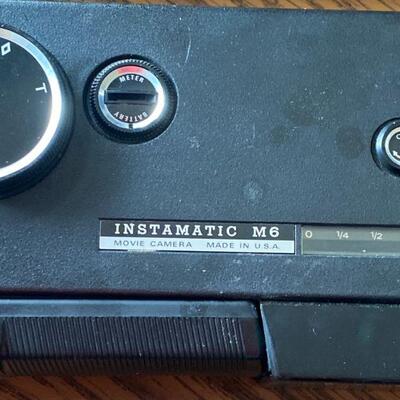 T
METER
BATTERY
INSTAMATIC M6
MOVIE CAMERA MADE IN U.S.A.
0 1/4 1/2